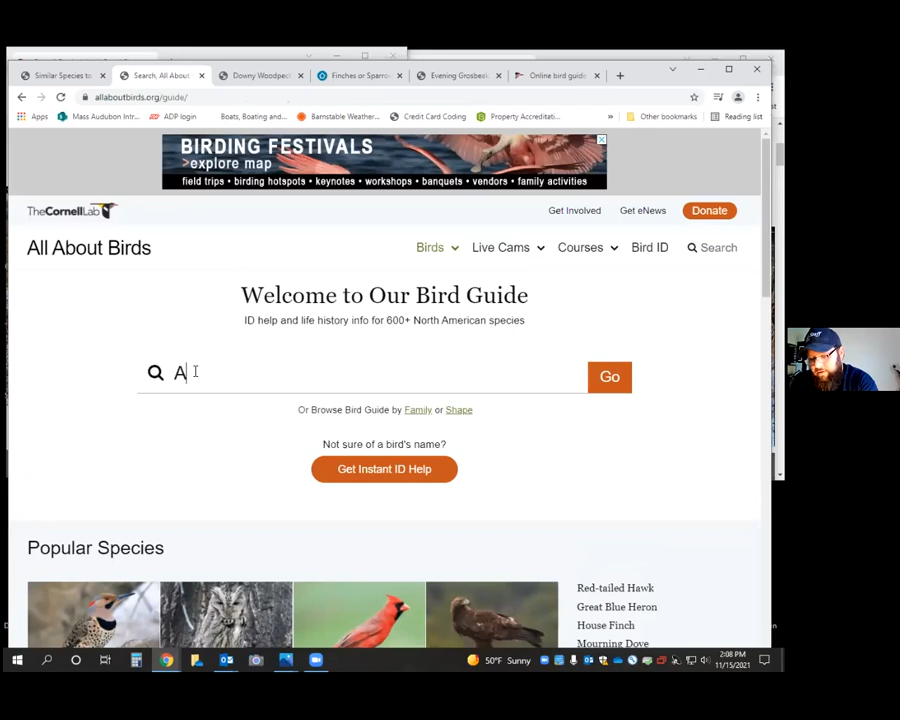 Similar Species to
Search, All About
Downy Woodpec
Finches or Sparrow
Evening Grosbeak
Online bird guide
allaboutbirds.org/guide/
Apps
Mass Audubon Intr...
ADP login
Boats, Boating and...
Barnstable Weather...
Credit Card Coding
Property Accreditati...
»
Other bookmarks
Reading list
BIRDING FESTIVALS
>explore map
field trips • birding hotspots • keynotes • workshops • banquets • vendors • family activities
TheCornellLab
Get Involved
Get eNews
Donate
All About Birds
Birds
Live Cams
Courses
Bird ID
Search
Welcome to Our Bird Guide
ID help and life history info for 600+ North American species
A
Go
Or Browse Bird Guide by Family or Shape
Not sure of a bird's name?
Get Instant ID Help
Popular Species
Red-tailed Hawk
Great Blue Heron
House Finch
Mourning Dove
50°F Sunny
2:08 PM
11/15/2021